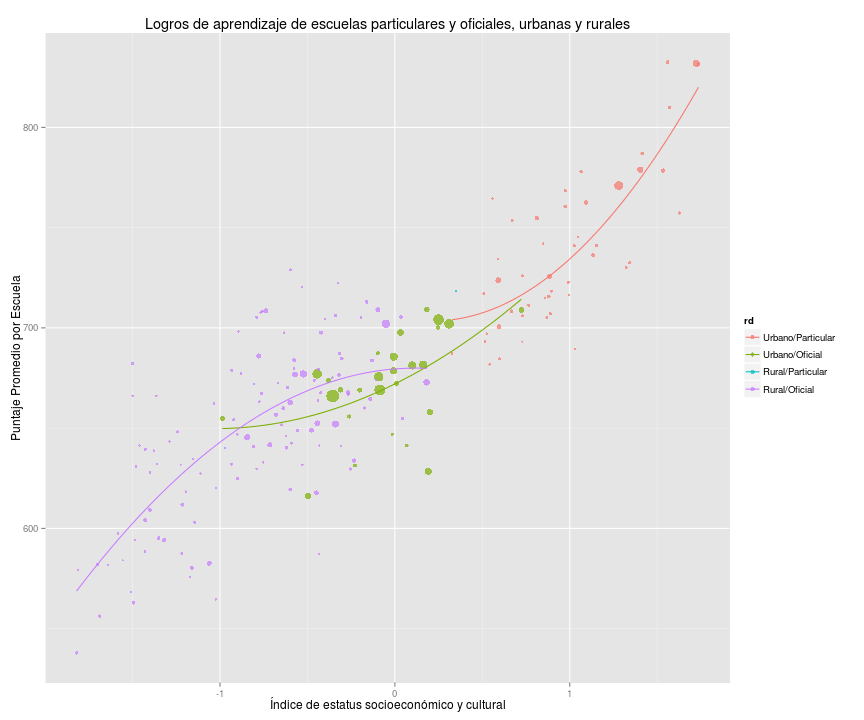 Logros de aprendizaje de escuelas particulares y oficiales, urbanas y rurales
Puntaje Promedio por Escuela
800
700
600
-1
0
1
Índice de estatus socioeconómico y cultural
rd
Urbano/Particular
Urbano/Oficial
Rural/Particular
Rural/Oficial